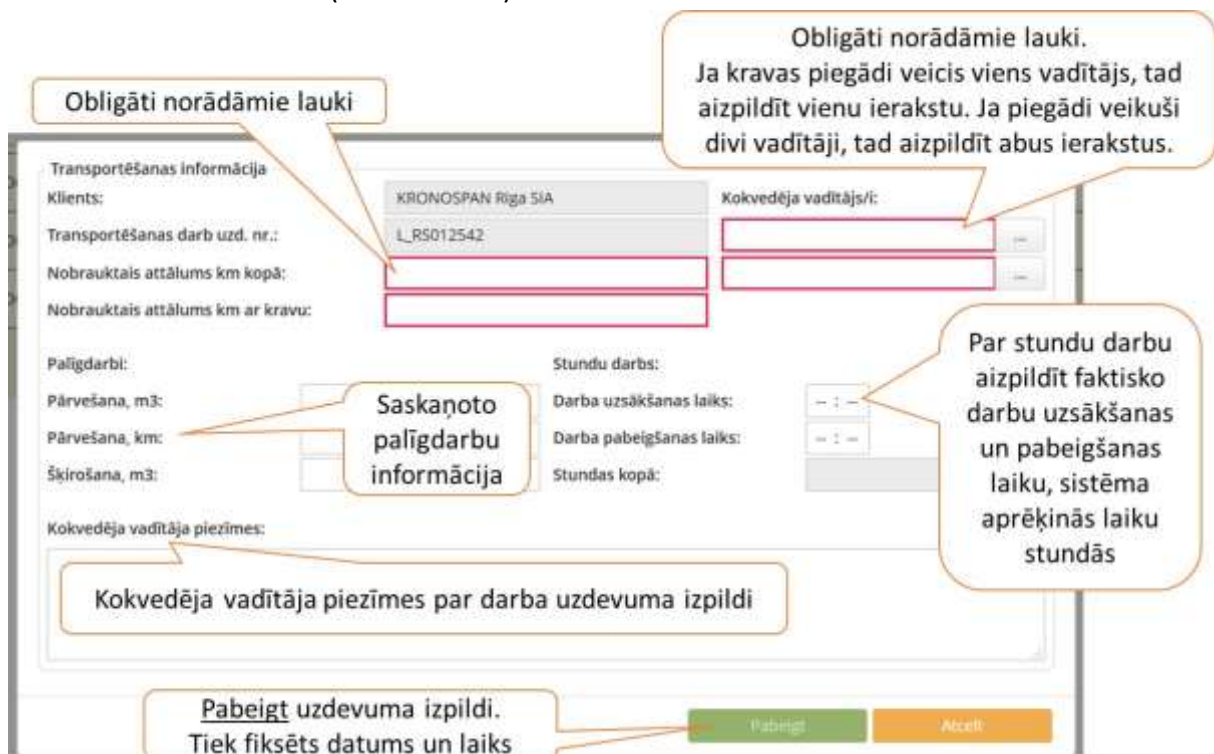 Obligāti norādāmie lauki.
Ja kravas piegādi veicis viens vadītājs, tad
aizpildīt vienu ierakstu. Ja piegādi veikuši
divi vadītāji, tad aizpildīt abus ierakstus.
Obligāti norādāmie lauki
Transportēšanas informācija
Klients:
KRONOSPAN Riga SIA
Kokvedēja vadītājs/i:
Transportēšanas darb uzd. nr.:
L_RS012542
...
Nobrauktais attālums km kopā:
...
Nobrauktais attālums km ar kravu:
Palīgdarbi:
Stundu darbs:
Pārvešana, m3:
Darba uzsākšanas laiks:
-- : --
Pārvešana, km:
Darba pabeigšanas laiks:
-- : --
Šķirošana, m3:
Stundas kopā:
Saskaņoto
palīgdarbu
informācija
Par stundu darbu
aizpildīt faktisko
darbu uzsākšanas
un pabeigšanas
laiku, sistēma
aprēķinās laiku
stundās
Kokvedēja vadītāja piezīmes:
Kokvedēja vadītāja piezīmes par darba uzdevuma izpildi
Pabeigt uzdevuma izpildi.
Tiek fiksēts datums un laiks
Pabeigt
Atcelt